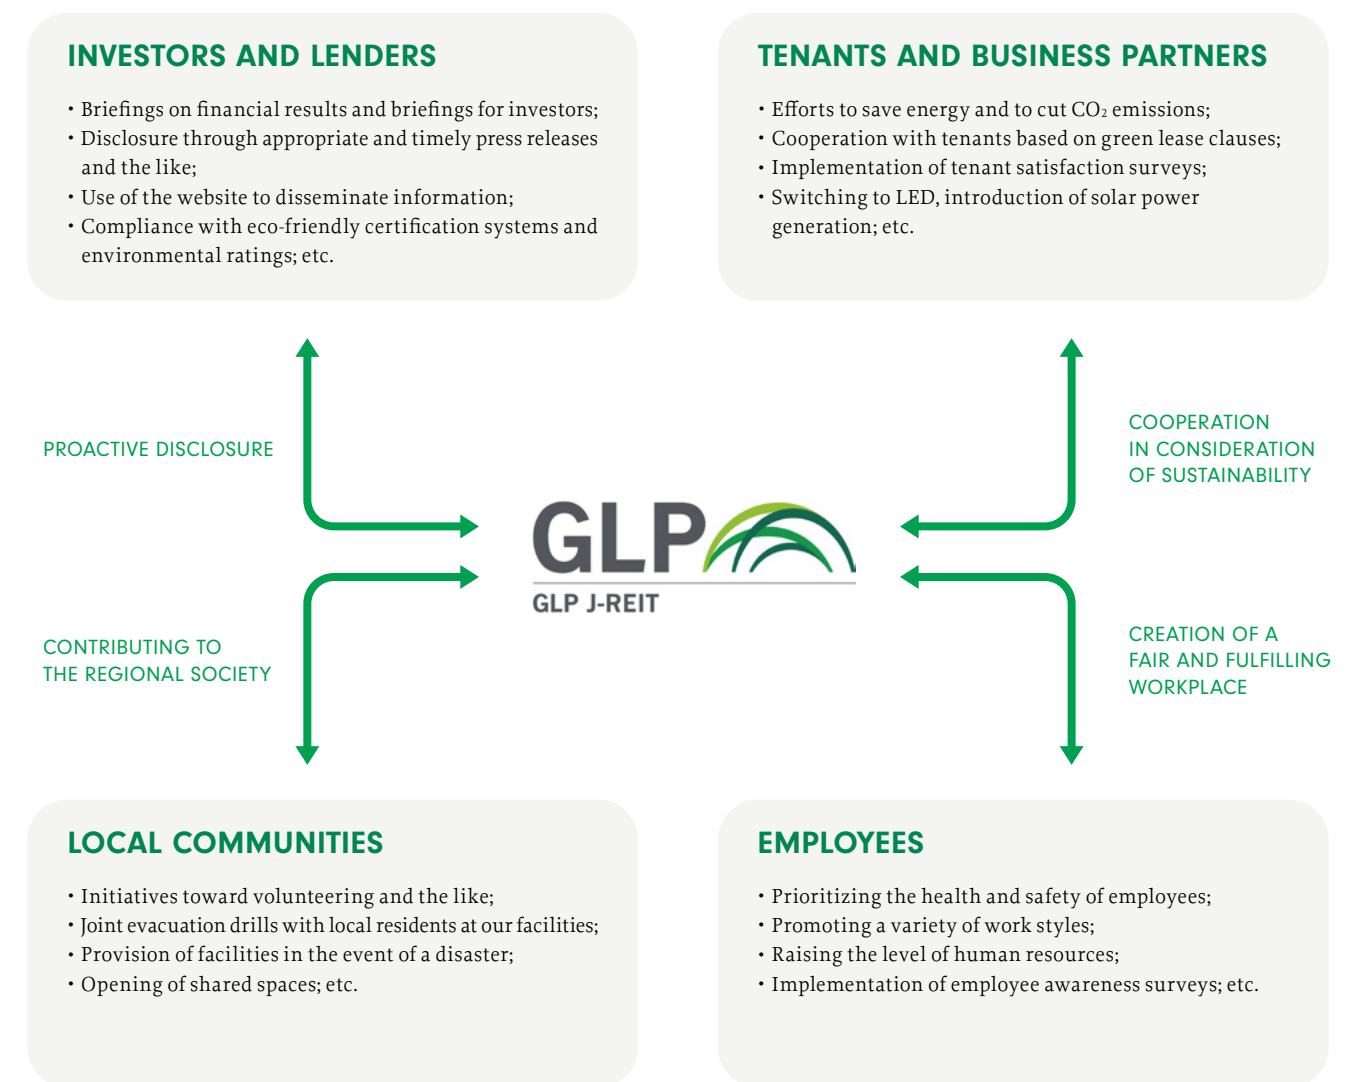 INVESTORS AND LENDERS
• Briefings on financial results and briefings for investors;
• Disclosure through appropriate and timely press releases
and the like;
• Use of the website to disseminate information;
• Compliance with eco-friendly certification systems and
environmental ratings; etc.
TENANTS AND BUSINESS PARTNERS
• Efforts to save energy and to cut CO₂ emissions;
• Cooperation with tenants based on green lease clauses;
• Implementation of tenant satisfaction surveys;
• Switching to LED, introduction of solar power
generation; etc.
PROACTIVE DISCLOSURE
COOPERATION
IN CONSIDERATION
OF SUSTAINABILITY
GLP
GLP J-REIT
CONTRIBUTING TO
THE REGIONAL SOCIETY
CREATION OF A
FAIR AND FULFILLING
WORKPLACE
LOCAL COMMUNITIES
• Initiatives toward volunteering and the like;
• Joint evacuation drills with local residents at our facilities;
• Provision of facilities in the event of a disaster;
• Opening of shared spaces; etc.
EMPLOYEES
• Prioritizing the health and safety of employees;
• Promoting a variety of work styles;
• Raising the level of human resources;
• Implementation of employee awareness surveys; etc.